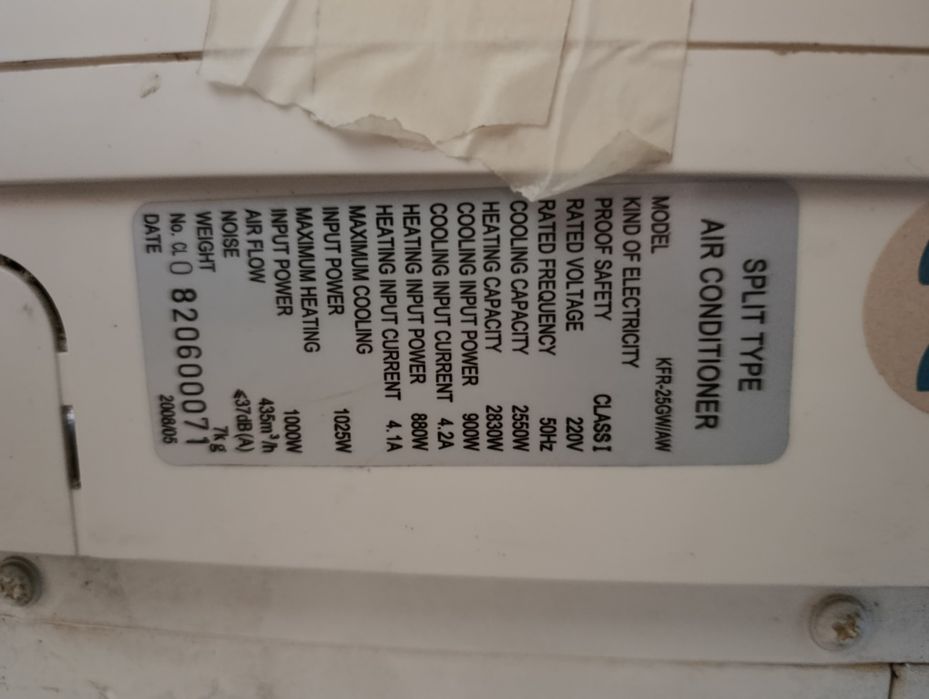 SPLIT TYPE
AIR CONDITIONER
MODEL KFR-25GW/AW
KIND OF ELECTRICITY
PROOF SAFETY CLASS I
RATED VOLTAGE 220V
RATED FREQUENCY 50Hz
COOLING CAPACITY 2550W
HEATING CAPACITY 2830W
COOLING INPUT POWER 900W
COOLING INPUT CURRENT 4.2A
HEATING INPUT POWER 880W
HEATING INPUT CURRENT 4.1A
MAXIMUM COOLING
INPUT POWER 1025W
MAXIMUM HEATING
INPUT POWER 1000W
AIR FLOW 435m³/h
NOISE ≤37dB(A)
WEIGHT 7kg
No. CL0820600071
DATE 2008/06